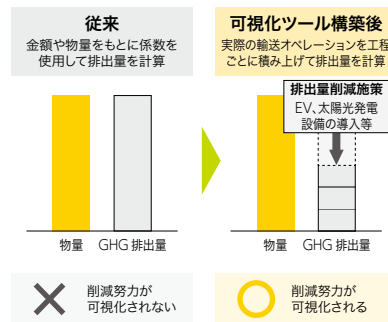 従来
金額や物量をもとに係数を
使用して排出量を計算
可視化ツール構築後
実際の輸送オペレーションを工程
ごとに積み上げて排出量を計算
排出量削減施策
EV、太陽光発電
設備の導入等
物量 GHG 排出量
物量 GHG 排出量
削減努力が
可視化されない
削減努力が
可視化される